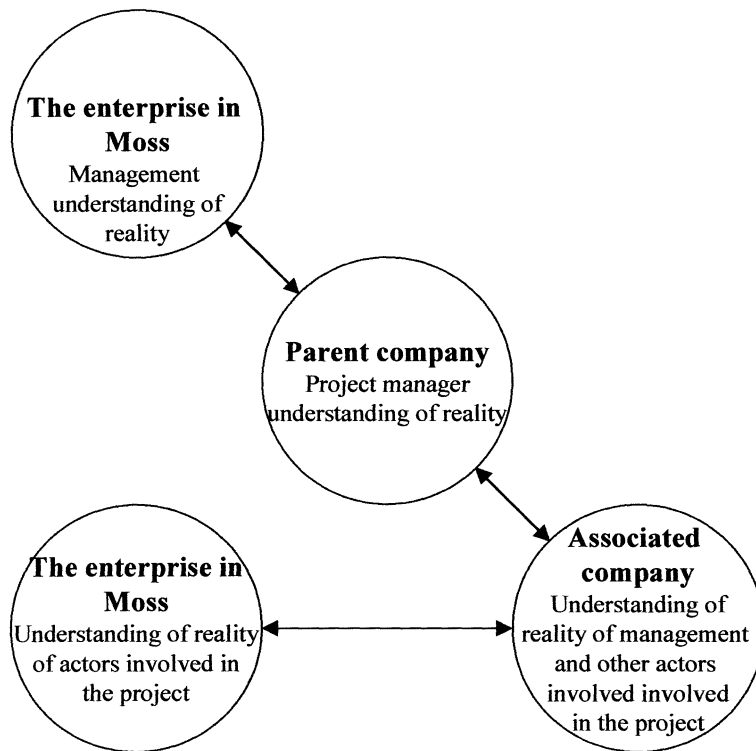 The enterprise in
Moss
Management
understanding of
reality
Parent company
Project manager
understanding of reality
The enterprise in
Moss
Understanding of reality
of actors involved in
the project
Associated
company
Understanding of
reality of management
and other actors
involved involved
in the project